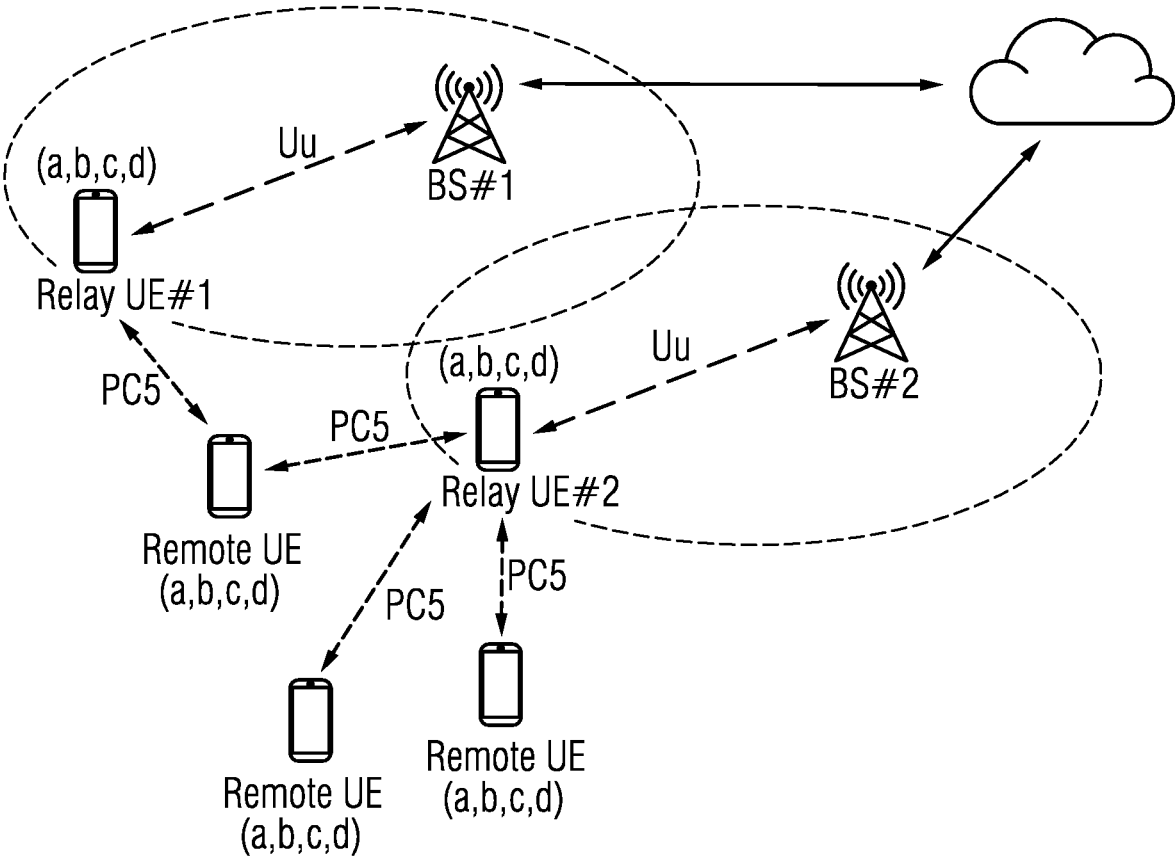 Uu
(a,b,c,d)
BS#1
Relay UE#1
Uu
(a,b,c,d)
BS#2
PC5
PC5
Relay UE#2
Remote UE
(a,b,c,d)
PC5
PC5
Remote UE
(a,b,c,d)
Remote UE
(a,b,c,d)